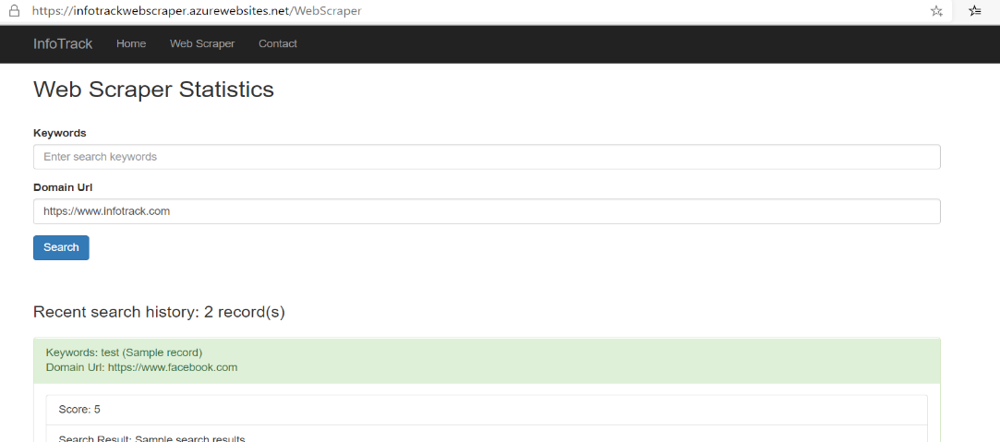 https://infotrackwebscraper.azurewebsites.net/WebScraper
InfoTrack Home Web Scraper Contact
Web Scraper Statistics
Keywords
Enter search keywords
Domain Url
https://www.infotrack.com
Search
Recent search history: 2 record(s)
Keywords: test (Sample record)
Domain Url: https://www.facebook.com
Score: 5
Search Result: Sample search results